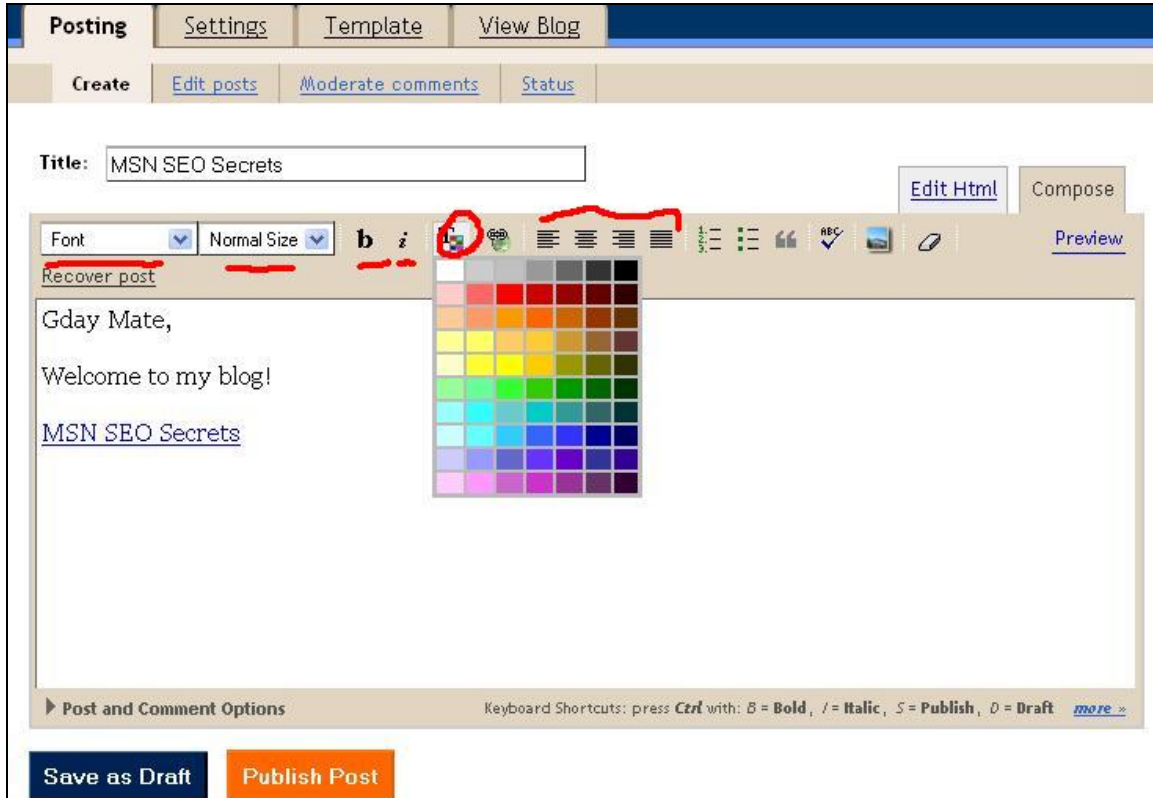 Posting Settings Template View Blog
Create Edit posts Moderate comments Status
Title: MSN SEO Secrets
Edit Html Compose
Font Normal Size b i ABC Preview
Recover post
Gday Mate,
Welcome to my blog!
MSN SEO Secrets
Post and Comment Options Keyboard Shortcuts: press Ctrl with: B = Bold, I = Italic, S = Publish, D = Draft more »
Save as Draft Publish Post